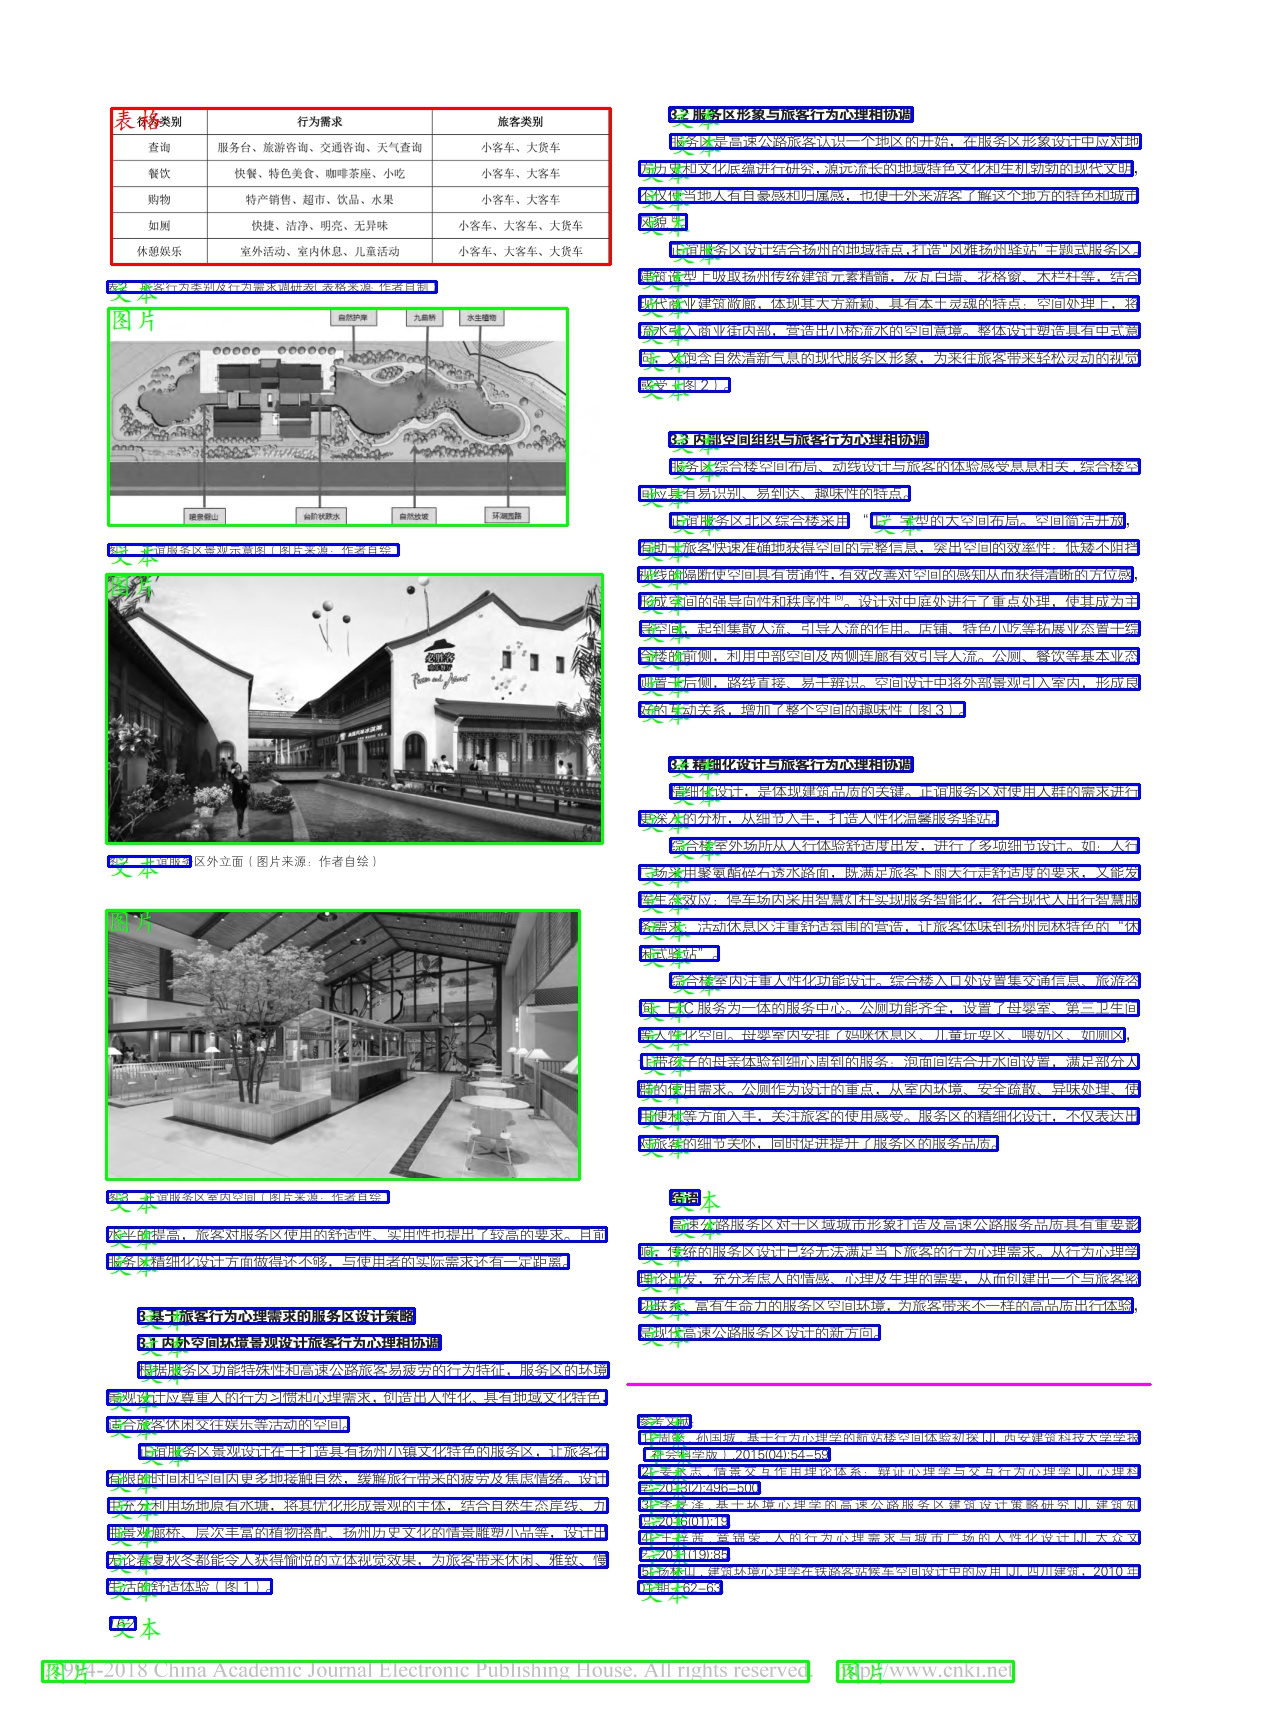 表格 类别 行为需求 旅客类别
查询 服务台、旅游咨询、交通咨询、天气查询 小客车、大货车
餐饮 快餐、特色美食、咖啡茶座、小吃 小客车、大客车
购物 特产销售、超市、饮品、水果 小客车、大客车
如厕 快捷、洁净、明亮、无异味 小客车、大客车、大货车
休憩娱乐 室外活动、室内休息、儿童活动 小客车、大客车、大货车
文本 客行为类别及行为需求调研表(表格来源:作者自制
图片
自然护岸 九曲桥 水生植物
堤景假山 台阶状跌水 自然放坡 环湖园路
文本 谊服务区景观示意图(图片来源:作者自绘
图片
必胜客
文本 谊服务区外立面(图片来源:作者自绘)
图片
文本 谊服务区室内空间(图片来源:作者自绘
水平的提高,旅客对服务区使用的舒适性、实用性也提出了较高的要求。目前
服务区精细化设计方面做得还不够,与使用者的实际需求还有一定距离。
3 基于旅客行为心理需求的服务区设计策略
3.1 内外空间环境景观设计旅客行为心理相协调
根据服务区功能特殊性和高速公路旅客易疲劳的行为特征,服务区的环境
景观设计应尊重人的行为习惯和心理需求,创造出人性化、具有地域文化特色,
适合旅客休闲交往娱乐等活动的空间。
正谊服务区景观设计在于打造具有扬州小镇文化特色的服务区,让旅客在
有限的时间和空间内更多地接触自然,缓解旅行带来的疲劳及焦虑情绪。设计
中充分利用场地原有水塘,将其优化形成景观的主体,结合自然生态岸线、九
曲景观廊桥、层次丰富的植物搭配、扬州历史文化的情景雕塑小品等,设计出
无论春夏秋冬都能令人获得愉悦的立体视觉效果,为旅客带来休闲、雅致、慢
生活的舒适体验(图1)。
文本
3.2 服务区形象与旅客行为心理相协调
服务区是高速公路旅客认识一个地区的开始,在服务区形象设计中应对地
方历史和文化底蕴进行研究,源远流长的地域特色文化和生机勃勃的现代文明,
不仅使当地人有自豪感和归属感,也便于外来游客了解这个地方的特色和城市
风貌
正谊服务区设计结合扬州的地域特点,打造“风雅扬州驿站”主题式服务区。
建筑造型上吸取扬州传统建筑元素精髓,灰瓦白墙、花格窗、木栏杆等,结合
现代商业建筑敞廊,体现其大方新颖、具有本土灵魂的特点;空间处理上,将
流水引入商业街内部,营造出小桥流水的空间意境。整体设计塑造具有中式意
,又饱含自然清新气息的现代服务区形象,为来往旅客带来轻松灵动的视觉
感受(图2)。
3.3 内部空间组织与旅客行为心理相协调
服务区综合楼空间布局、动线设计与旅客的体验感受息息相关,综合楼空
间应具有易识别、易到达、趣味性的特点。
正谊服务区北区综合楼采用“ ”字型的大空间布局。空间简洁开放,
有助于旅客快速准确地获得空间的完整信息,突出空间的效率性;低矮不阻挡
视线的隔断使空间具有贯通性,有效改善对空间的感知从而获得清晰的方位感,
形成空间的强导向性和秩序性[5]。设计对中庭处进行了重点处理,使其成为主
导空间,起到集散人流、引导人流的作用。店铺、特色小吃等拓展业态置于综
合楼的前侧,利用中部空间及两侧连廊有效引导人流。公厕、餐饮等基本业态
则置于后侧,路线直接、易于辨识。空间设计中将外部景观引入室内,形成良
好的互动关系,增加了整个空间的趣味性(图3)。
3.4 精细化设计与旅客行为心理相协调
精细化设计,是体现建筑品质的关键。正谊服务区对使用人群的需求进行
更深入的分析,从细节入手,打造人性化温馨服务驿站。
综合楼室外场所从人行体验舒适度出发,进行了多项细节设计。如:人行
广场采用聚氨酯碎石透水路面,既满足旅客下雨天行走舒适度的要求,又能发
挥生态效应;停车场内采用智慧灯杆实现服务智能化,符合现代人出行智慧服
务需求;活动休息区注重舒适氛围的营造,让旅客体味到扬州园林特色的“休
闲式驿站”。
综合楼室内注重人性化功能设计。综合楼入口处设置集交通信息、旅游咨
询、ETC服务为一体的服务中心。公厕功能齐全,设置了母婴室、第三卫生间
等人性化空间。母婴室内安排了妈咪休息区、儿童玩耍区、喂奶区、如厕区,
让带孩子的母亲体验到细心周到的服务;泡面间结合开水间设置,满足部分人
群的使用需求。公厕作为设计的重点,从室内环境、安全疏散、异味处理、使
用便利等方面入手,关注旅客的使用感受。服务区的精细化设计,不仅表达出
对旅客的细节关怀,同时促进提升了服务区的服务品质。
结语
高速公路服务区对于区域城市形象打造及高速公路服务品质具有重要影
响,传统的服务区设计已经无法满足当下旅客的行为心理需求。从行为心理学
理论出发,充分考虑人的情感、心理及生理的需要,从而创建出一个与旅客密
切联系、富有生命力的服务区空间环境,为旅客带来不一样的高品质出行体验,
是现代高速公路服务区设计的新方向。
参考文献
孙国城.基于行为学的航站楼空间体验初探[J].西安建筑科技大学学报
社会科学版),2015(04):54-59
情景交互作用理论体系:辩证心理学与交互行为心理学[J].心理科
(2):496-500
基于环境心理学的高速公路服务区建筑设计策略研究[J].建筑知
(01):19
章锦荣.人的行为心理需求与城市广场的人性化设计[J].大众文
(19):85
建筑环境心理学在铁路客站候车空间设计中的应用[J].四川建筑,2010年
62-63
图片 94-2018 China Academic Journal Electronic Publishing House. All rights reserved. 图片 /www.cnki.net